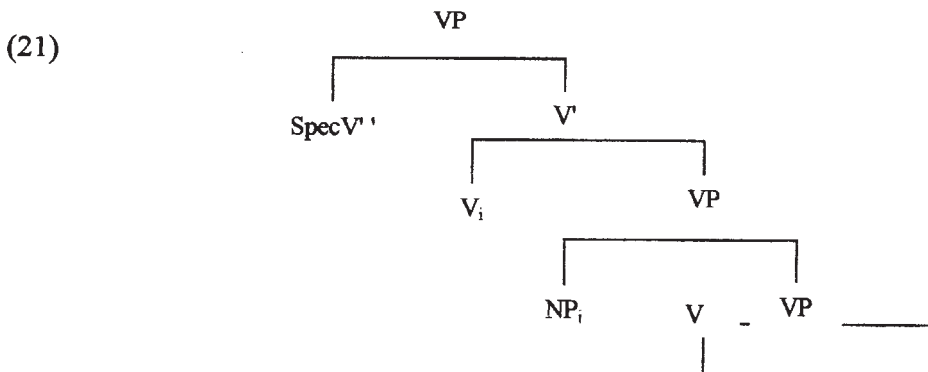 VP
(21)
SpecV' ' V'
V_i VP
NP_i V - VP